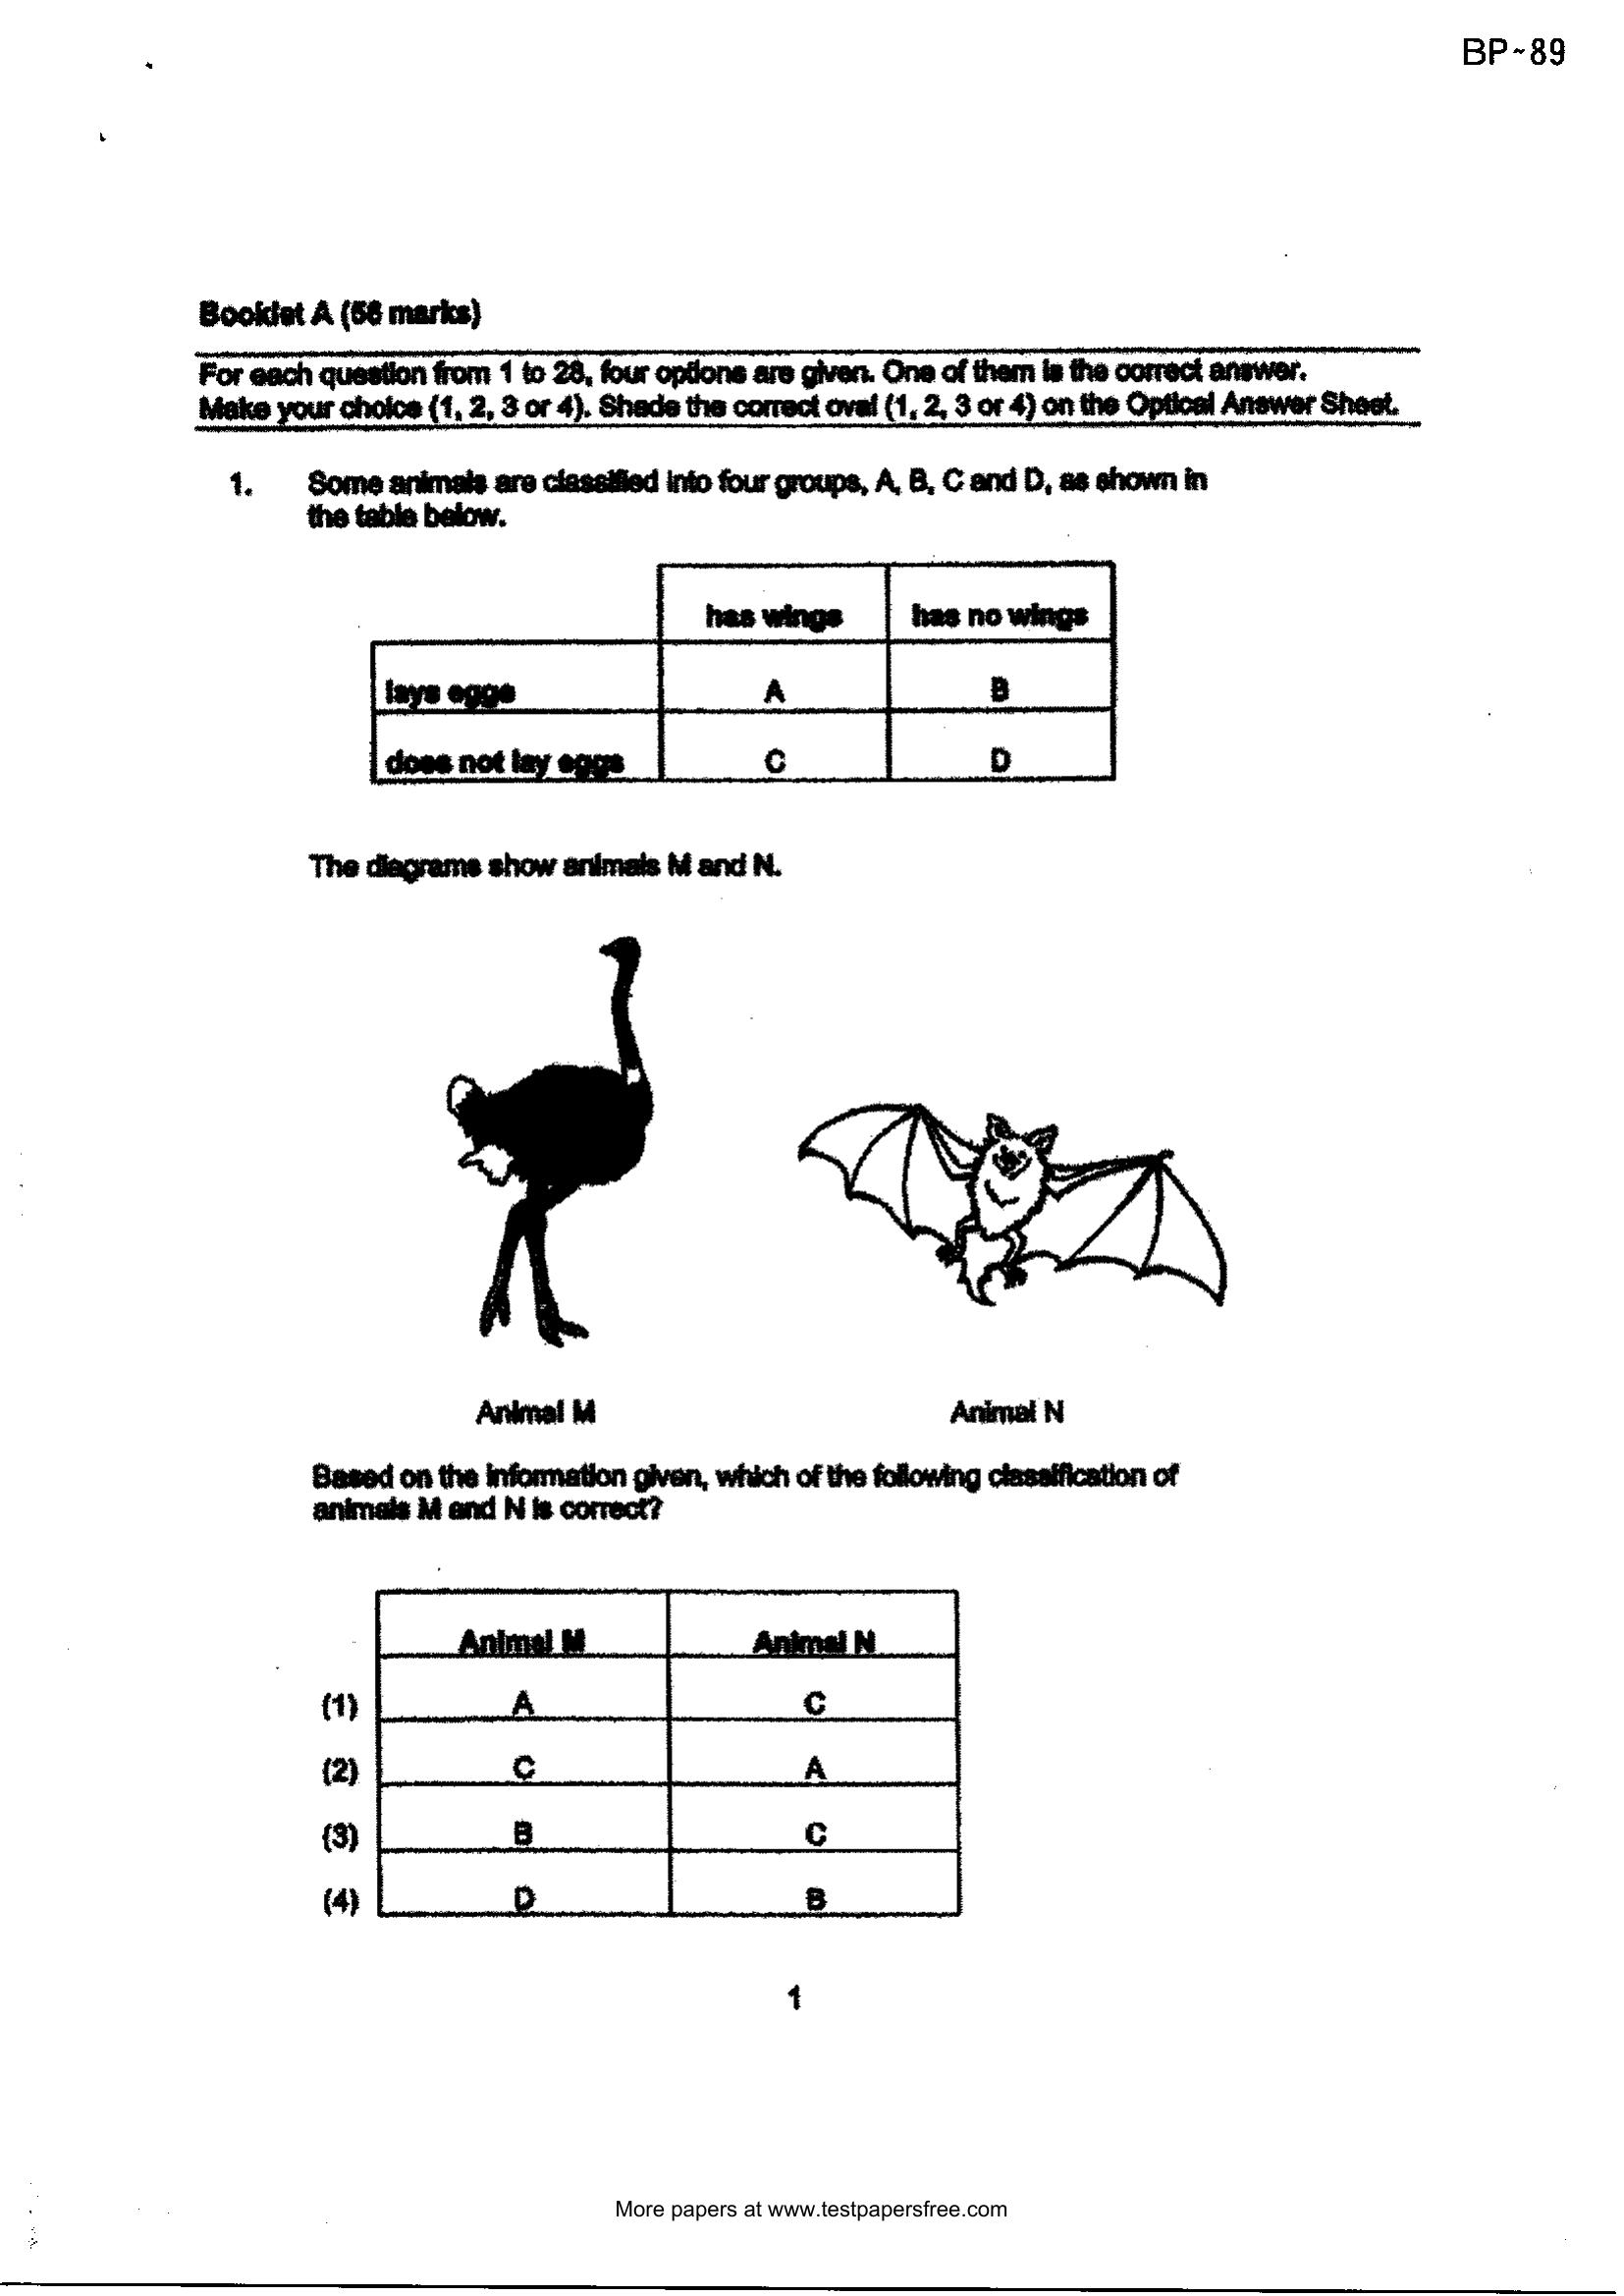 BP~89
Booklet A (56 marks)
For each question from 1 to 28, four options are given. One of them is the correct answer.
Make your choice (1, 2, 3 or 4). Shade the correct oval (1, 2, 3 or 4) on the Optical Answer Sheet.
1. Some animals are classified into four groups, A, B, C and D, as shown in
the table below.
has wings has no wings
lays eggs A B
does not lay eggs C D
The diagrams show animals M and N.
Animal M Animal N
Based on the information given, which of the following classification of
animals M and N is correct?
Animal M Animal N
(1) A C
(2) C A
(3) B C
(4) D B
1
More papers at www.testpapersfree.com